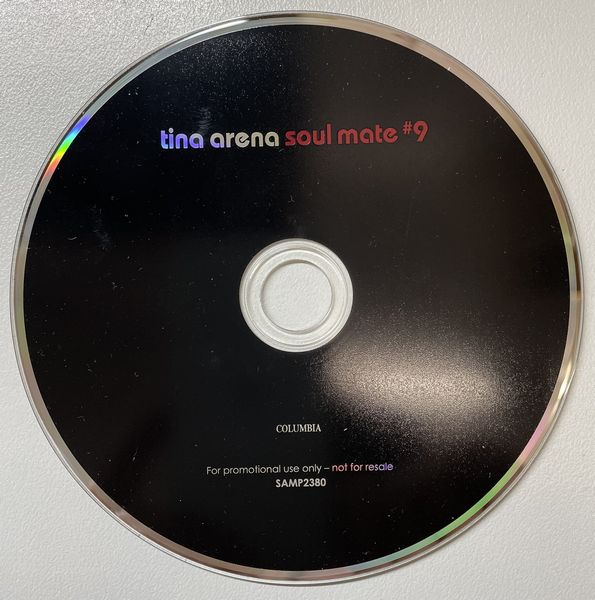 tina arena soul mate #9
COLUMBIA
For promotional use only – not for resale
SAMP2380